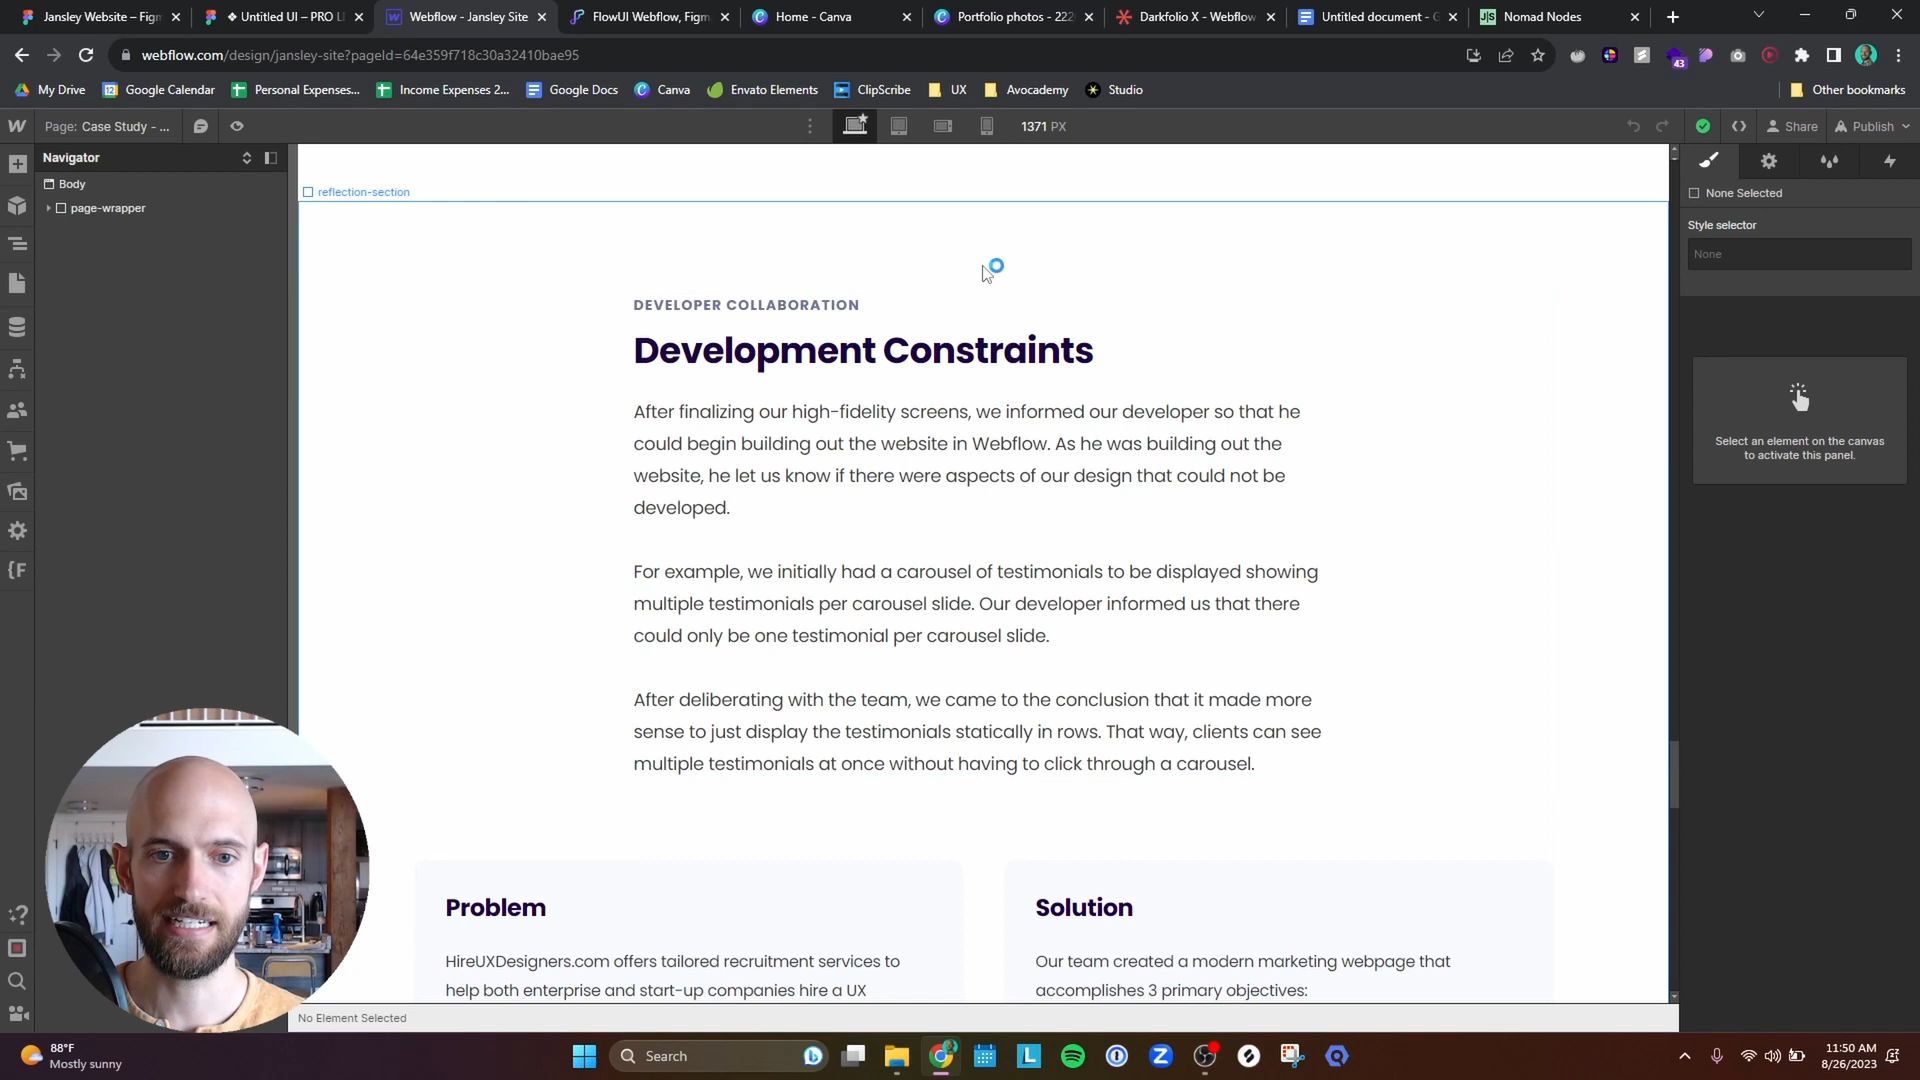 Jansley Website – Figm
❖ Untitled UI – PRO LI
Webflow - Jansley Site
FlowUI Webflow, Figm
Home - Canva
Portfolio photos - 222
Darkfolio X - Webflow
Untitled document - G
Nomad Nodes
webflow.com/design/jansley-site?pageId=64e359f718c30a32410bae95
43
My Drive
Google Calendar
Personal Expenses...
Income Expenses 2...
Google Docs
Canva
Envato Elements
ClipScribe
UX
Avocademy
Studio
Other bookmarks
Page: Case Study - ...
1371 PX
Share
Publish
Navigator
Body
page-wrapper
reflection-section
DEVELOPER COLLABORATION
Development Constraints
After finalizing our high-fidelity screens, we informed our developer so that he
could begin building out the website in Webflow. As he was building out the
website, he let us know if there were aspects of our design that could not be
developed.
For example, we initially had a carousel of testimonials to be displayed showing
multiple testimonials per carousel slide. Our developer informed us that there
could only be one testimonial per carousel slide.
After deliberating with the team, we came to the conclusion that it made more
sense to just display the testimonials statically in rows. That way, clients can see
multiple testimonials at once without having to click through a carousel.
Problem
HireUXDesigners.com offers tailored recruitment services to
help both enterprise and start-up companies hire a UX
Solution
Our team created a modern marketing webpage that
accomplishes 3 primary objectives:
None Selected
Style selector
None
Select an element on the canvas
to activate this panel.
No Element Selected
88°F
Mostly sunny
Search
11:50 AM
8/26/2023